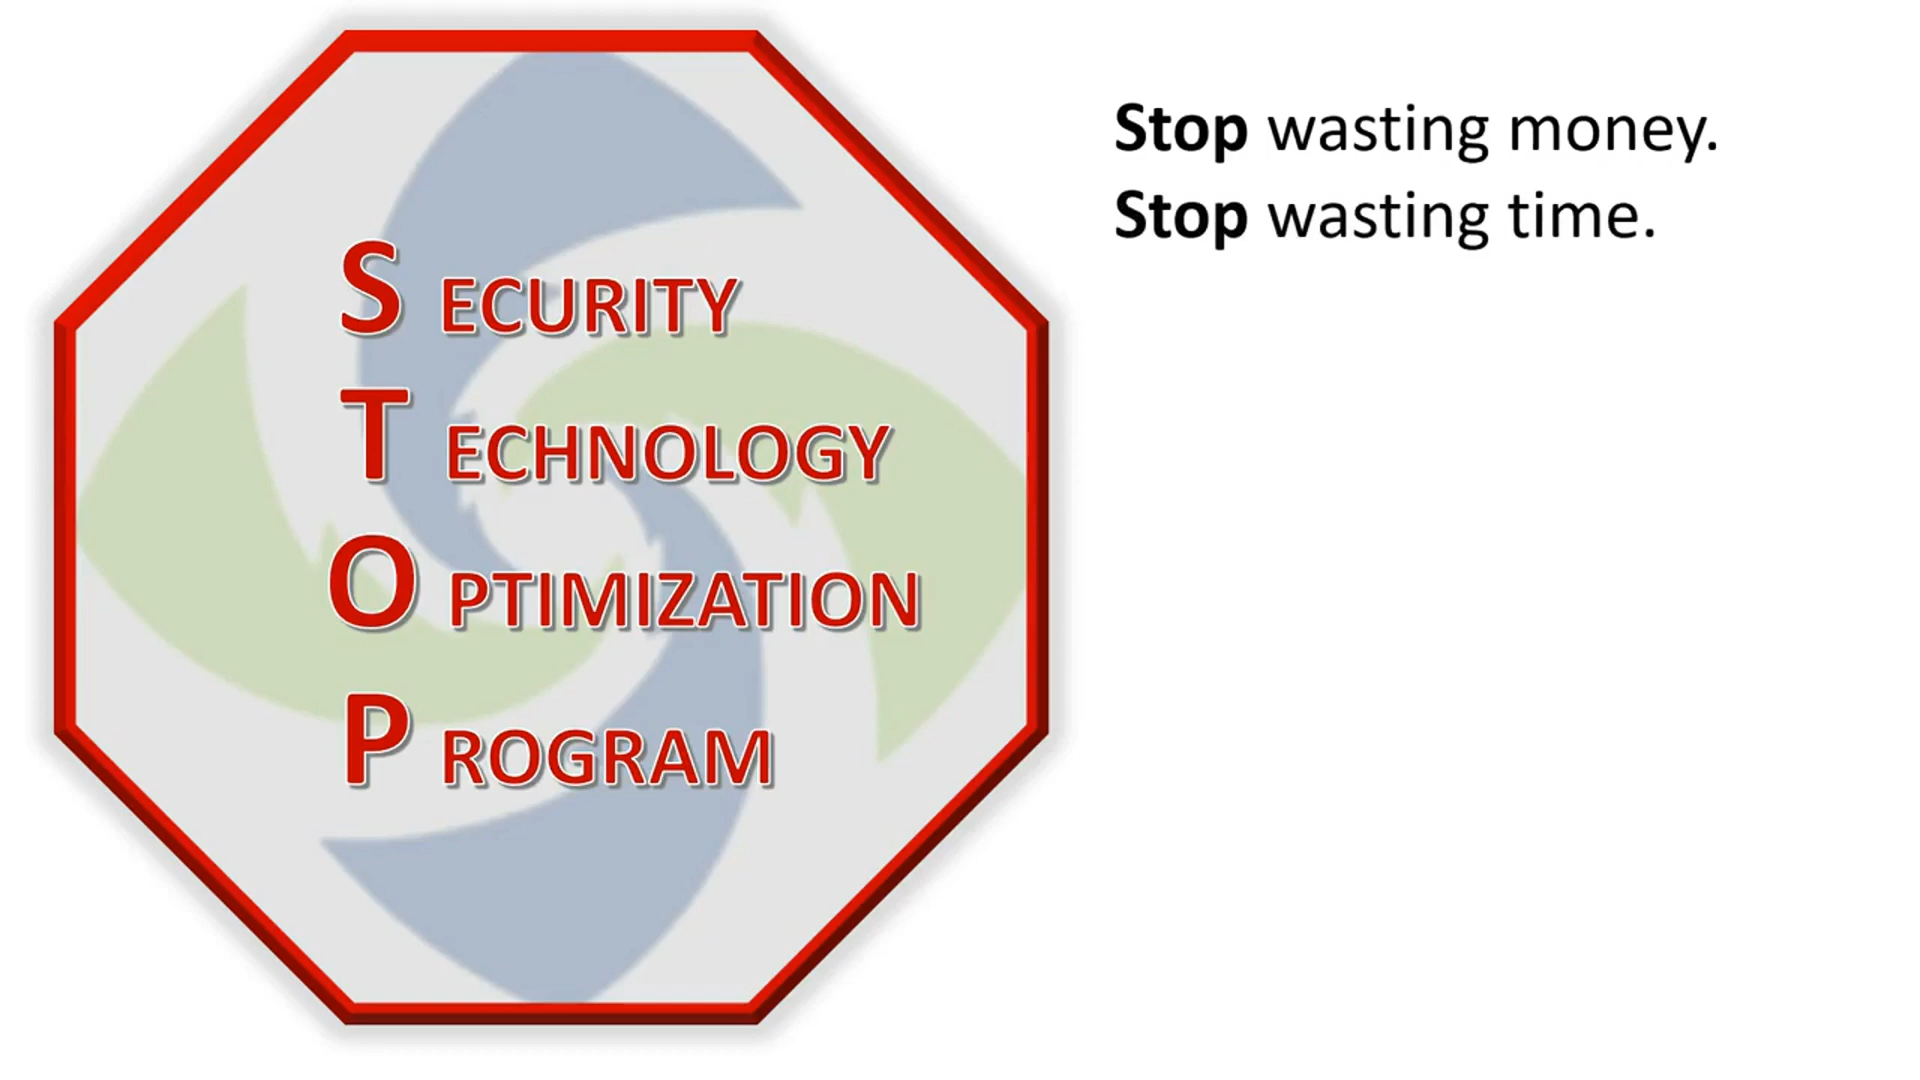 SECURITY
TECHNOLOGY
OPTIMIZATION
PROGRAM
Stop wasting money.
Stop wasting time.